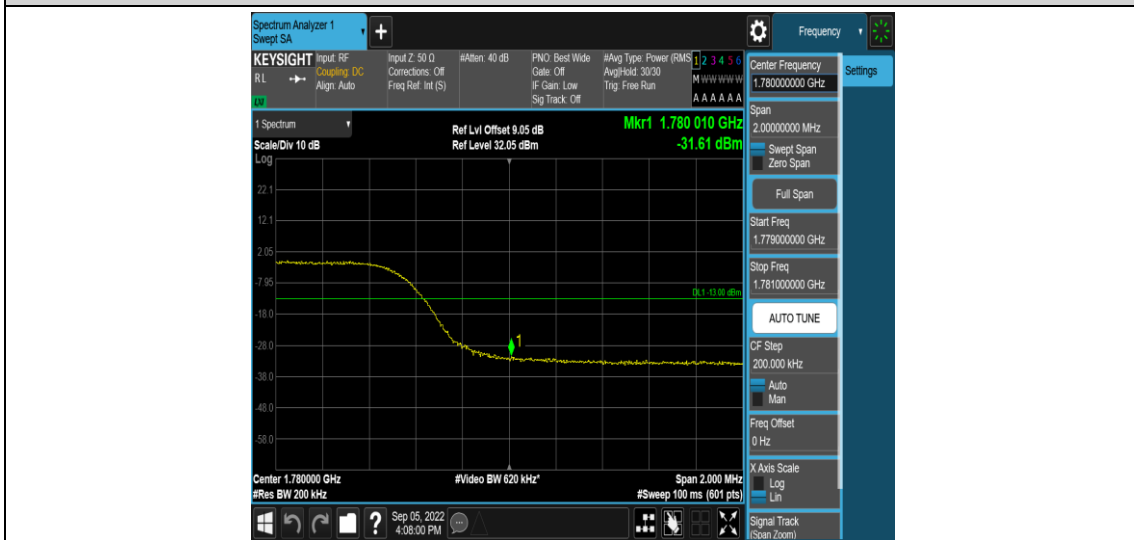 Spectrum Analyzer 1
Swept SA
+
Frequency
KEYSIGHT
RL
LXI
Input: RF
Coupling: DC
Align: Auto
Input Z: 50 Ω
Corrections: Off
Freq Ref: Int (S)
#Atten: 40 dB
PNO: Best Wide
Gate: Off
IF Gain: Low
Sig Track: Off
#Avg Type: Power (RMS
Avg|Hold: 30/30
Trig: Free Run
1 2 3 4 5 6
M W W W W W
A A A A A A
1 Spectrum
Scale/Div 10 dB
Ref Lvl Offset 9.05 dB
Ref Level 32.05 dBm
Mkr1 1.780 010 GHz
-31.61 dBm
Log
22.1
12.1
2.05
-7.95
-18.0
-28.0
-38.0
-48.0
-58.0
DL1 -13.00 dBm
1
Center 1.780000 GHz
#Res BW 200 kHz
#Video BW 620 kHz*
Span 2.000 MHz
#Sweep 100 ms (601 pts)
?
Sep 05, 2022
4:08:00 PM
Center Frequency
1.780000000 GHz
Settings
Span
2.00000000 MHz
Swept Span
Zero Span
Full Span
Start Freq
1.779000000 GHz
Stop Freq
1.781000000 GHz
AUTO TUNE
CF Step
200.000 kHz
Auto
Man
Freq Offset
0 Hz
X Axis Scale
Log
Lin
Signal Track
(Span Zoom)